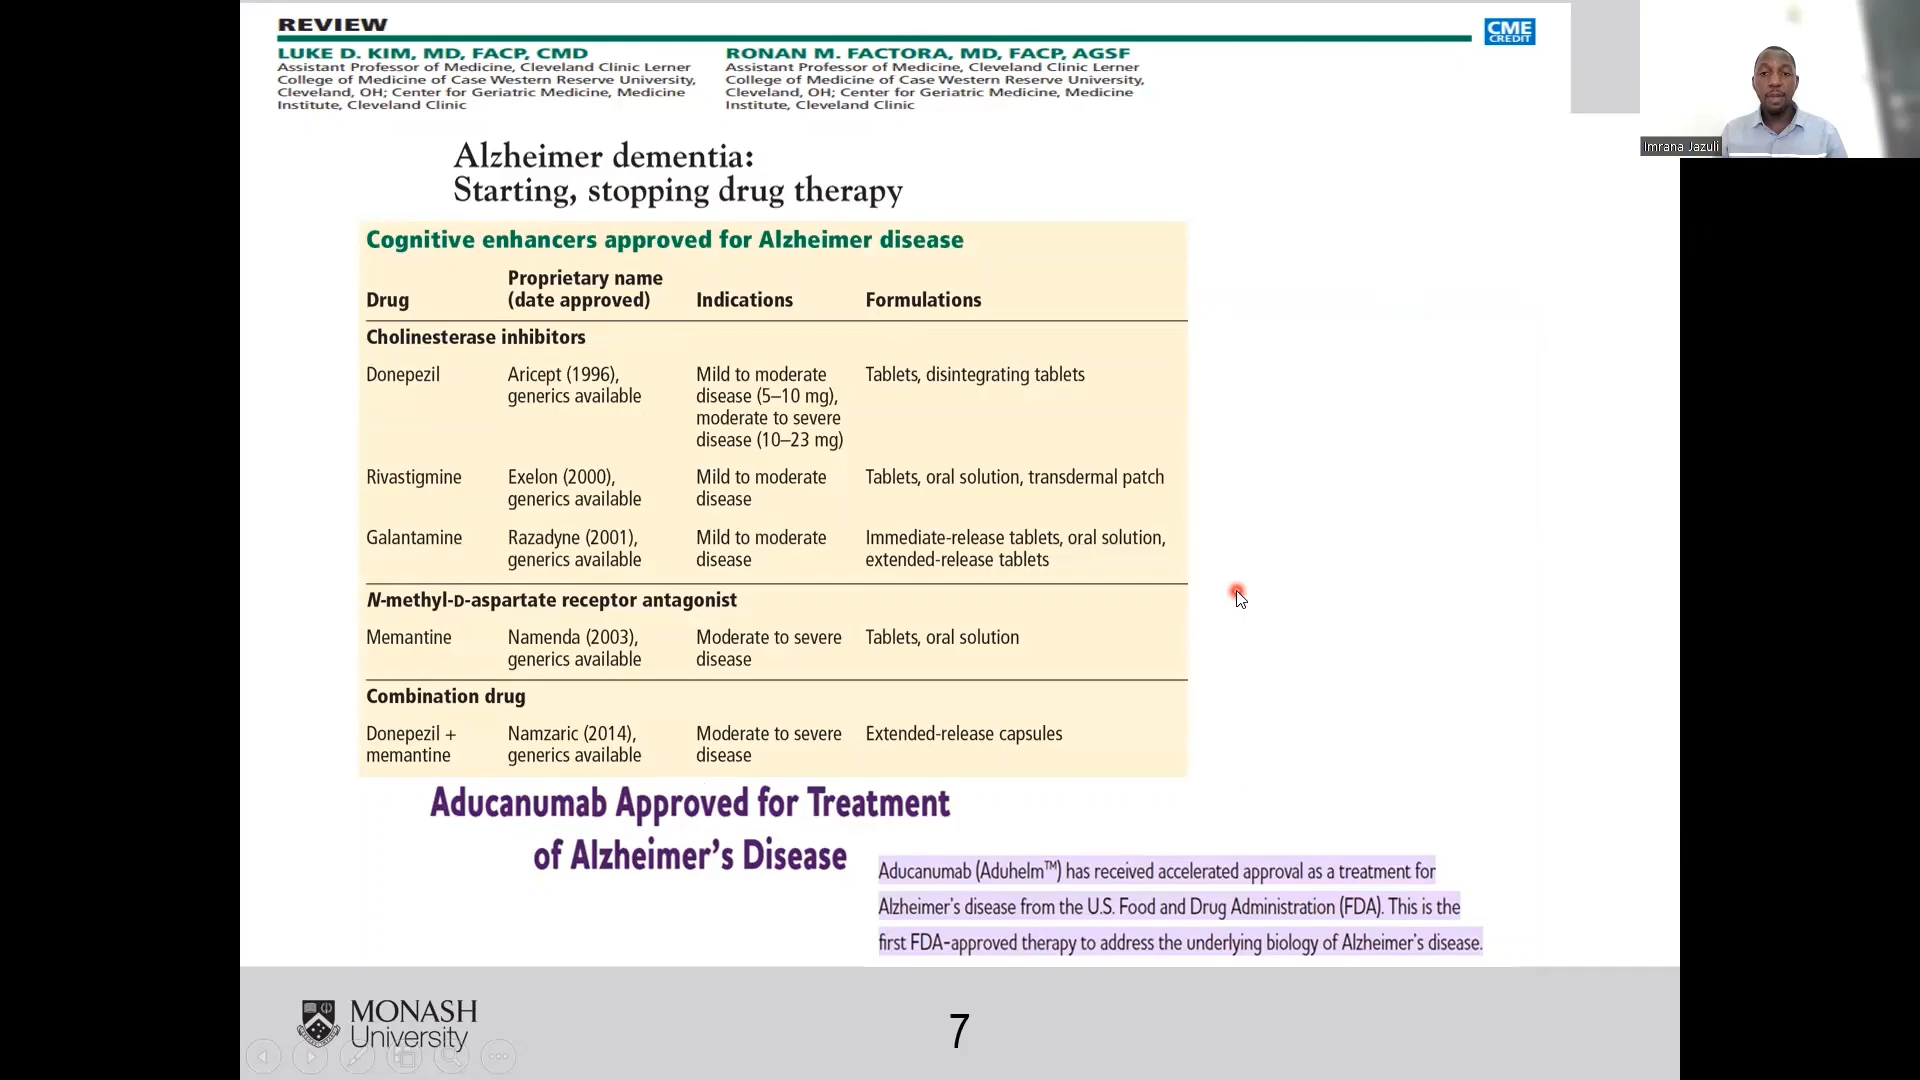 REVIEW
CME
CREDIT
LUKE D. KIM, MD, FACP, CMD
Assistant Professor of Medicine, Cleveland Clinic Lerner
College of Medicine of Case Western Reserve University,
Cleveland, OH; Center for Geriatric Medicine, Medicine
Institute, Cleveland Clinic
RONAN M. FACTORA, MD, FACP, AGSF
Assistant Professor of Medicine, Cleveland Clinic Lerner
College of Medicine of Case Western Reserve University,
Cleveland, OH; Center for Geriatric Medicine, Medicine
Institute, Cleveland Clinic
Imrana Jazuli
Alzheimer dementia:
Starting, stopping drug therapy
Cognitive enhancers approved for Alzheimer disease
Drug
Proprietary name
(date approved)
Indications
Formulations
Cholinesterase inhibitors
Donepezil
Aricept (1996),
generics available
Mild to moderate
disease (5–10 mg),
moderate to severe
disease (10–23 mg)
Tablets, disintegrating tablets
Rivastigmine
Exelon (2000),
generics available
Mild to moderate
disease
Tablets, oral solution, transdermal patch
Galantamine
Razadyne (2001),
generics available
Mild to moderate
disease
Immediate-release tablets, oral solution,
extended-release tablets
N-methyl-D-aspartate receptor antagonist
Memantine
Namenda (2003),
generics available
Moderate to severe
disease
Tablets, oral solution
Combination drug
Donepezil +
memantine
Namzaric (2014),
generics available
Moderate to severe
disease
Extended-release capsules
Aducanumab Approved for Treatment
of Alzheimer's Disease
Aducanumab (Aduhelm™) has received accelerated approval as a treatment for
Alzheimer's disease from the U.S. Food and Drug Administration (FDA). This is the
first FDA-approved therapy to address the underlying biology of Alzheimer's disease.
MONASH
University
7